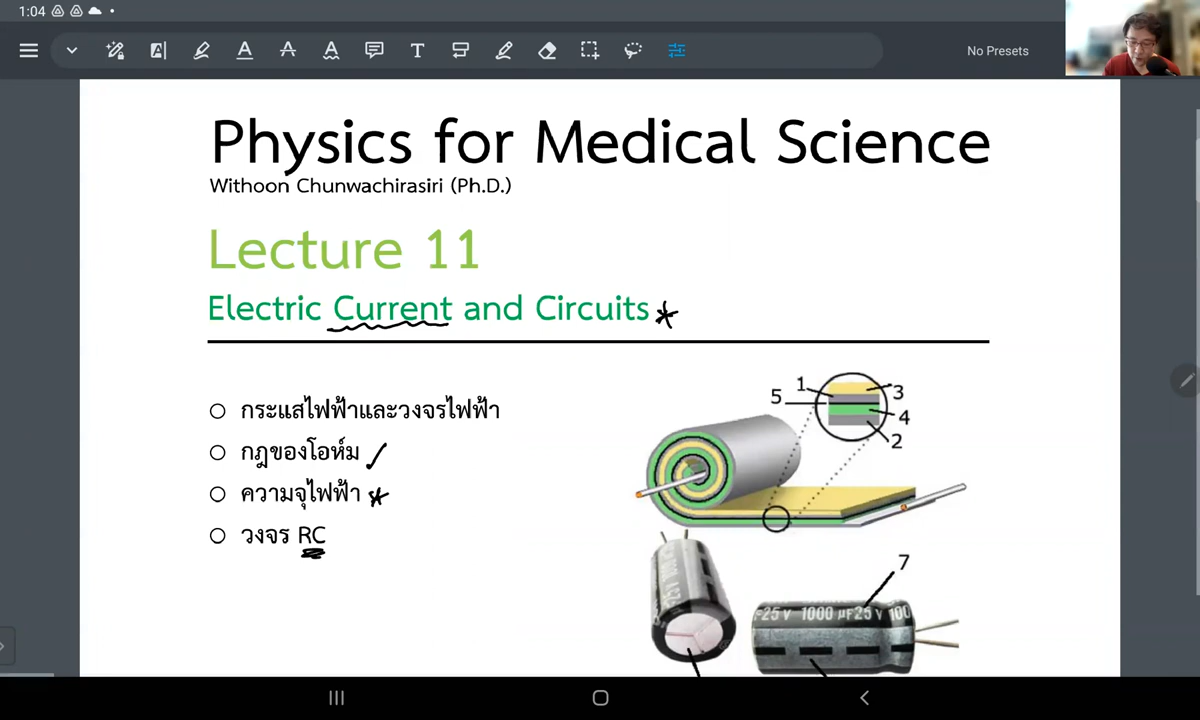 1:04
No Presets
Physics for Medical Science
Withoon Chunwachirasiri (Ph.D.)
Lecture 11
Electric Current and Circuits *
กระแสไฟฟ้าและวงจรไฟฟ้า
กฎของโอห์ม
ความจุไฟฟ้า *
วงจร RC
1
3
5
4
2
7
25 V 1000 µF 25 V 100